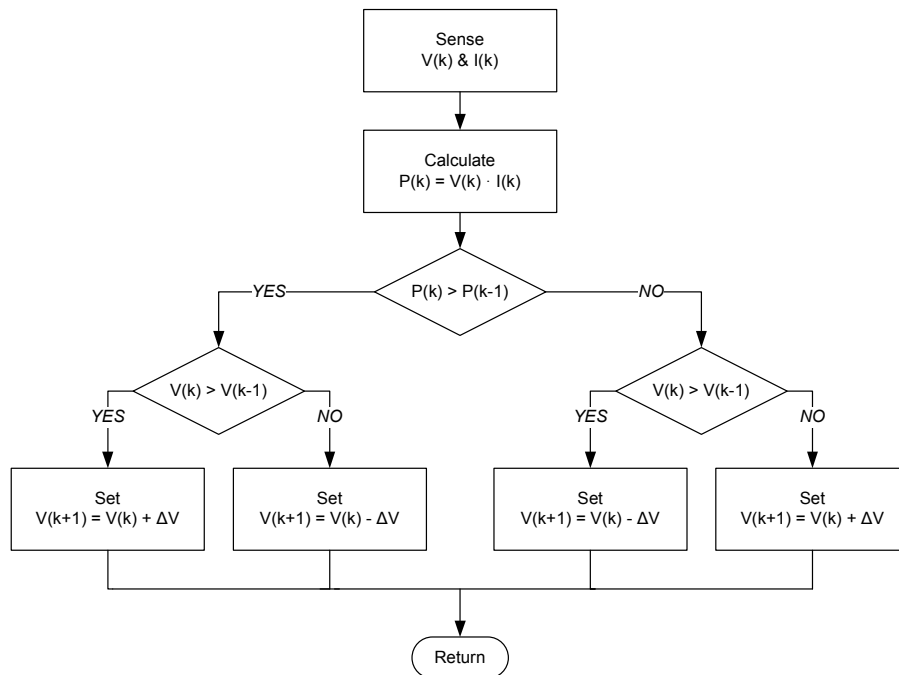 Sense
V(k) & I(k)
Calculate
P(k) = V(k) · I(k)
P(k) > P(k-1)
YES
NO
V(k) > V(k-1)
YES
NO
V(k) > V(k-1)
YES
NO
Set
V(k+1) = V(k) + ΔV
Set
V(k+1) = V(k) - ΔV
Set
V(k+1) = V(k) - ΔV
Set
V(k+1) = V(k) + ΔV
Return